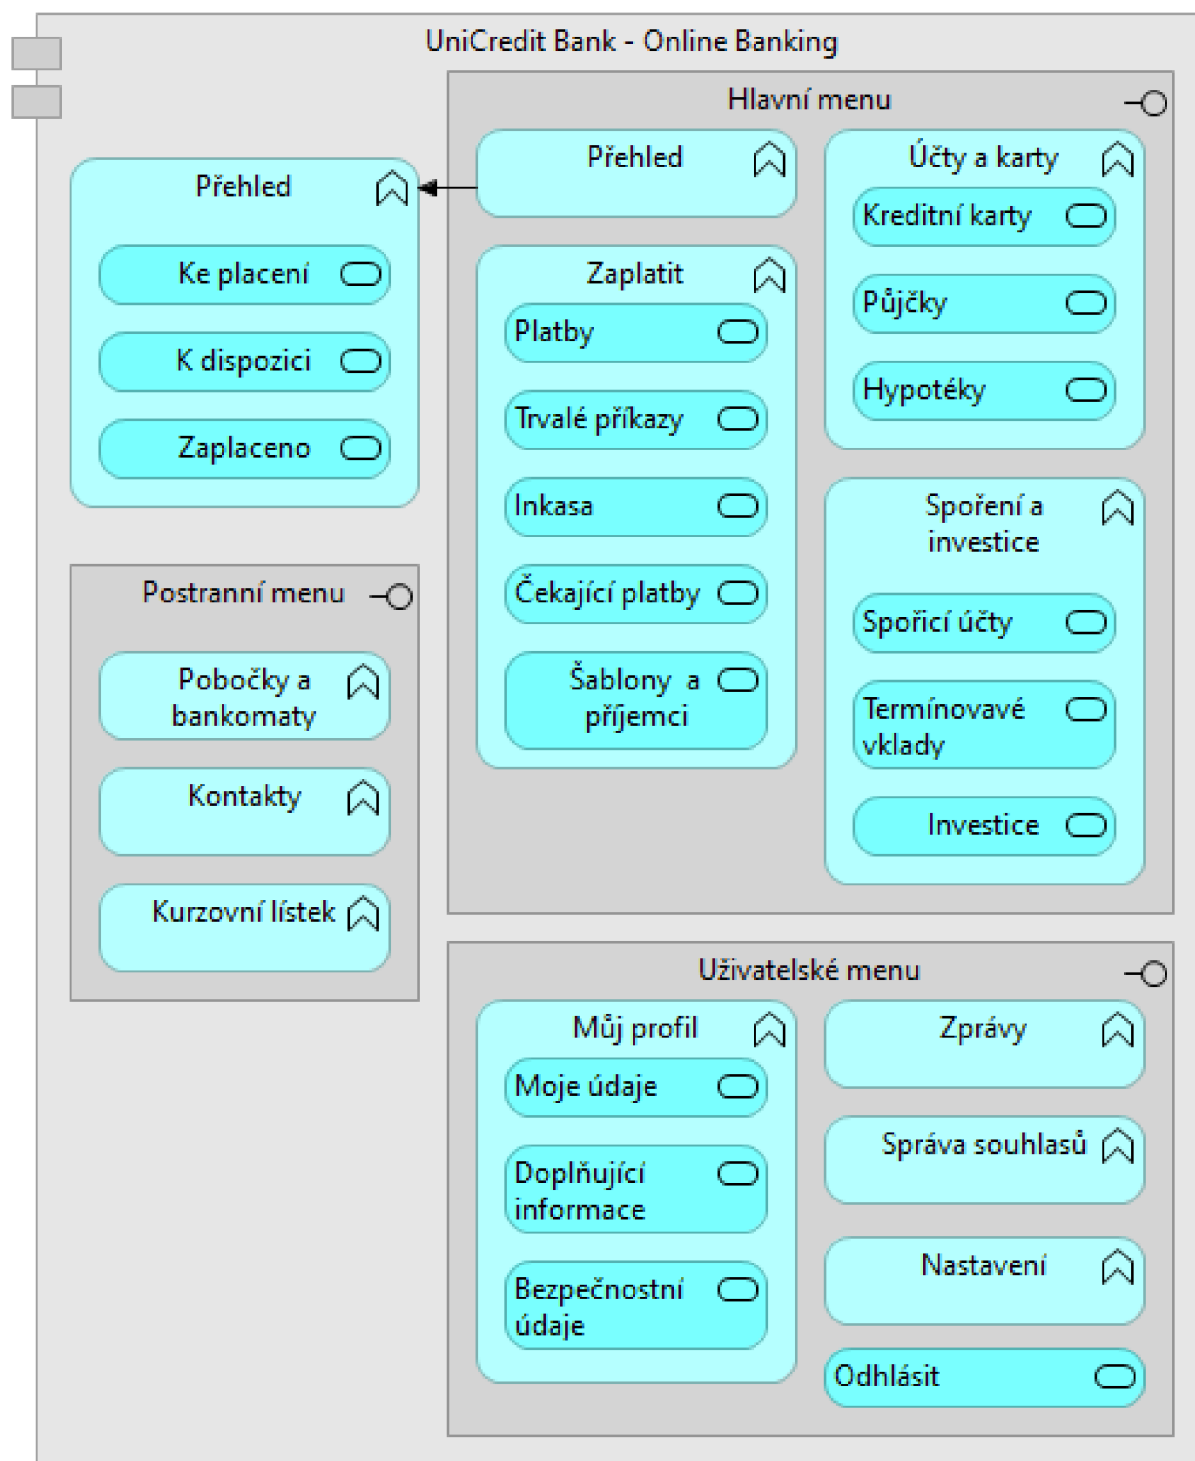 UniCredit Bank - Online Banking
Přehled
Ke placení
K dispozici
Zaplaceno
Postranní menu
Pobočky a
bankomaty
Kontakty
Kurzovní lístek
Hlavní menu
Přehled
Zaplatit
Platby
Trvalé příkazy
Inkasa
Čekající platby
Šablony a
příjemci
Účty a karty
Kreditní karty
Půjčky
Hypotéky
Spoření a
investice
Spořicí účty
Termínovavé
vklady
Investice
Uživatelské menu
Můj profil
Moje údaje
Doplňující
informace
Bezpečnostní
údaje
Zprávy
Správa souhlasů
Nastavení
Odhlásit